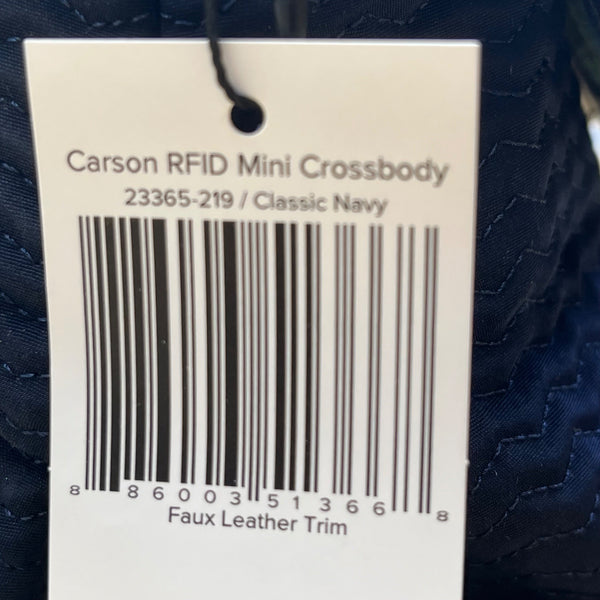 Carson RFID Mini Crossbody
23365-219 / Classic Navy
8 86003 51366 8
Faux Leather Trim